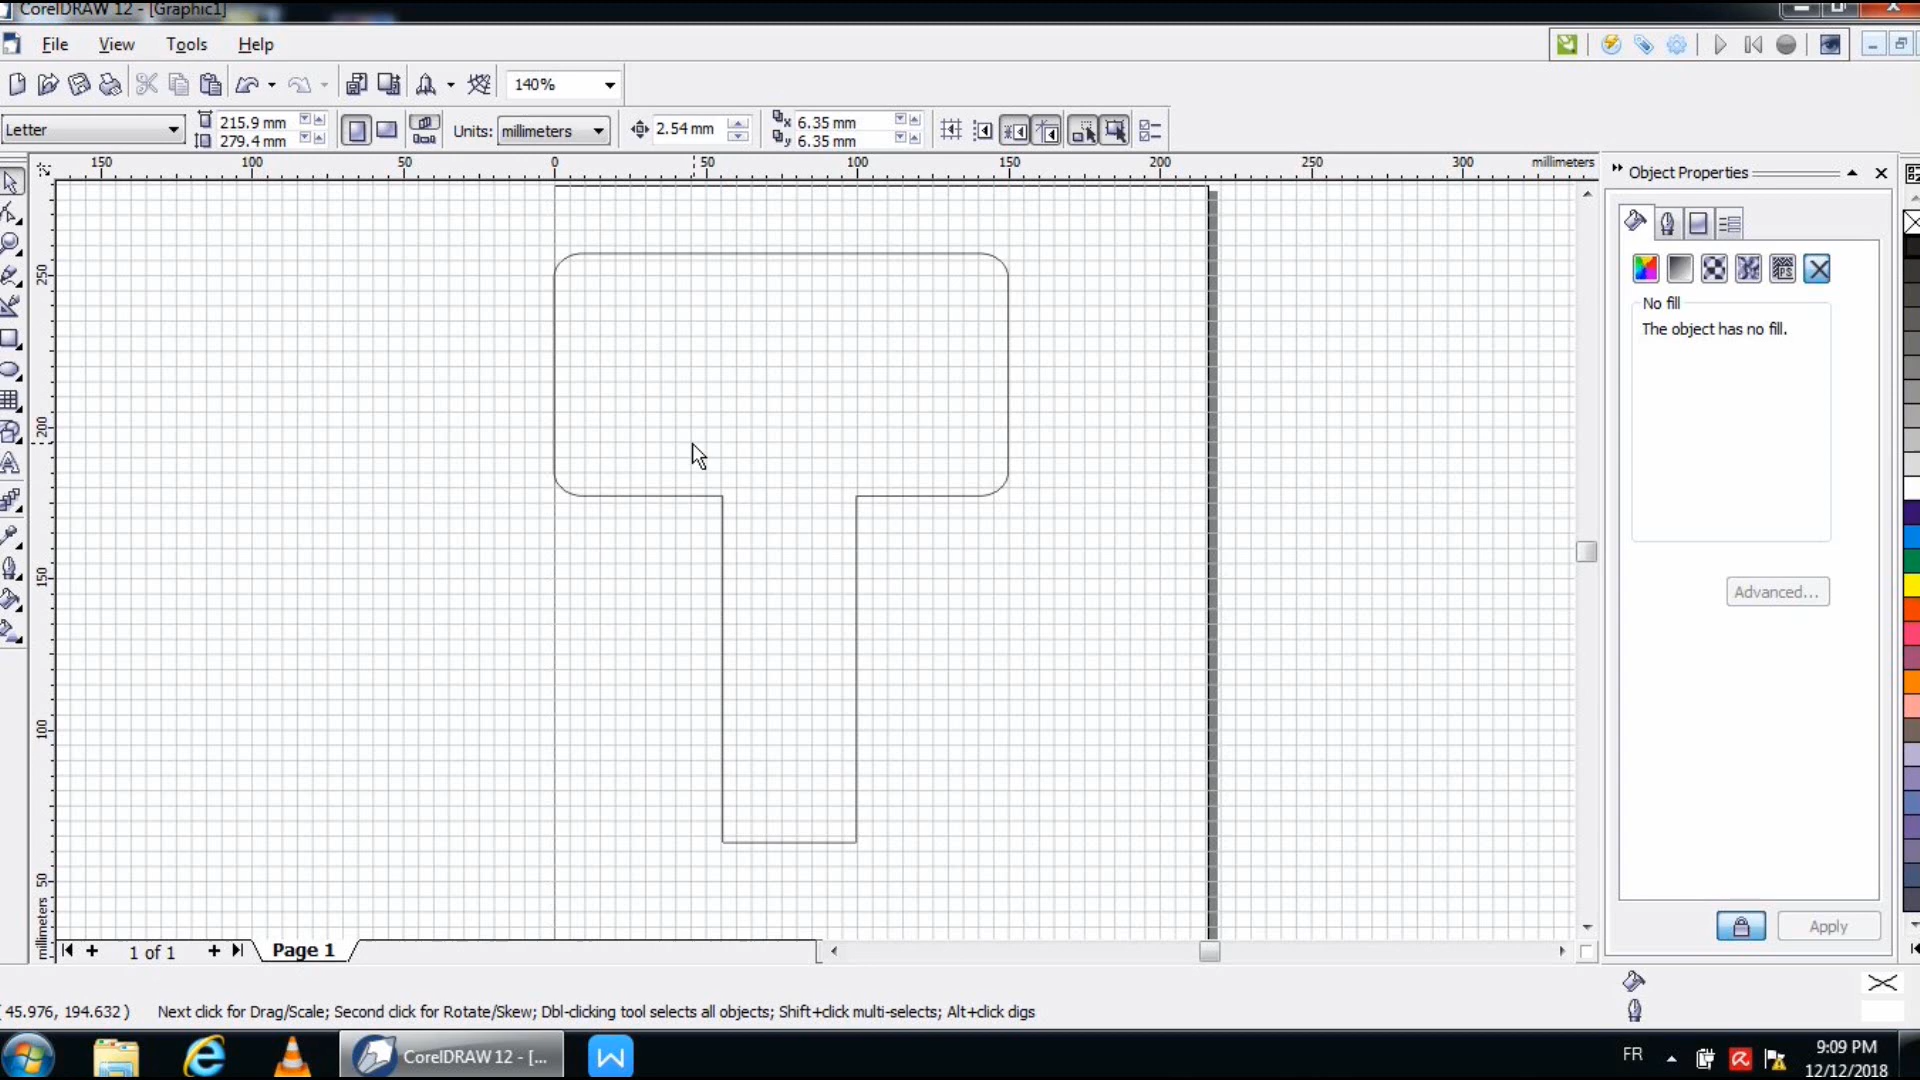 CorelDRAW 12 - [Graphic1]
File View Tools Help
140%
Letter
215.9 mm
279.4 mm
Units: millimeters
2.54 mm
x 6.35 mm
y 6.35 mm
150 100 50 0 50 100 150 200 250 300 millimeters
250
200
150
100
50
millimeters
Object Properties
PS
No fill
The object has no fill.
Advanced...
Apply
1 of 1
Page 1
45.976, 194.632 )
Next click for Drag/Scale; Second click for Rotate/Skew; Dbl-clicking tool selects all objects; Shift+click multi-selects; Alt+click digs
CorelDRAW 12 - [...
W
FR
9:09 PM
12/12/2018